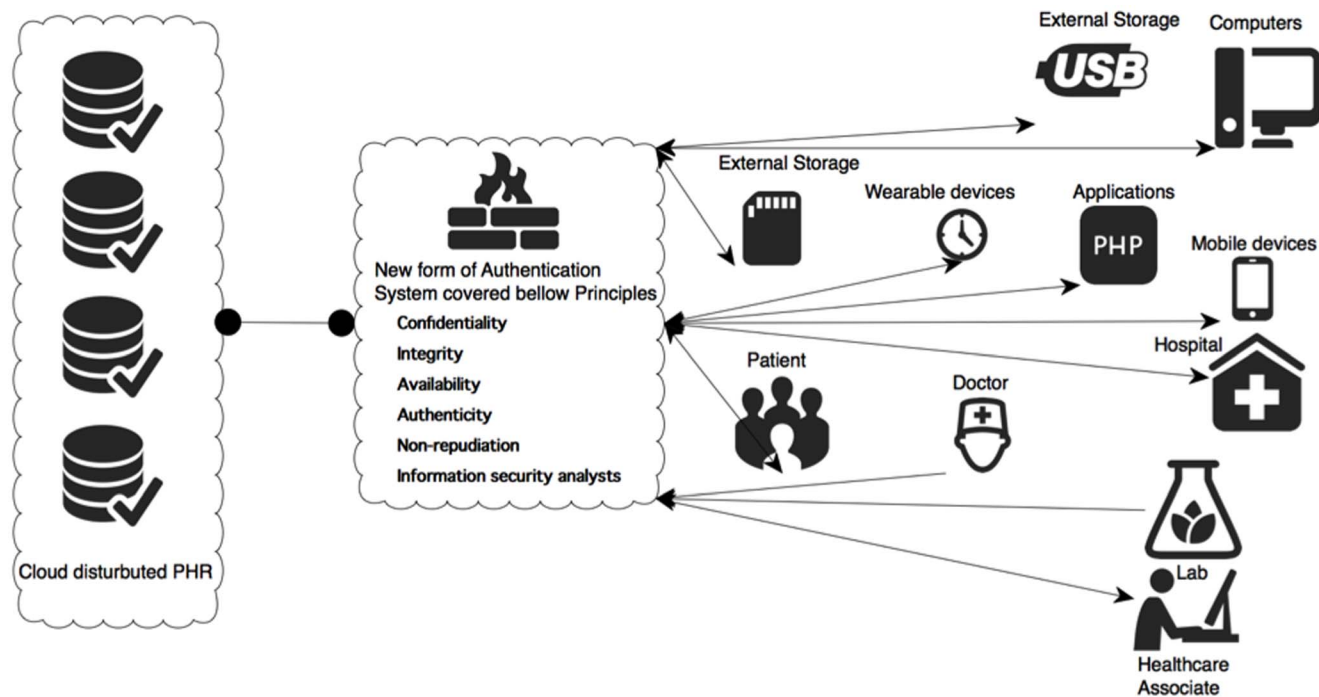 External Storage
Computers
USB
External Storage
Wearable devices
Applications
PHP
Mobile devices
New form of Authentication
System covered bellow Principles
Confidentiality
Integrity
Availability
Authenticity
Non-repudiation
Information security analysts
Hospital
Patient
Doctor
Cloud disturbuted PHR
Lab
Healthcare
Associate